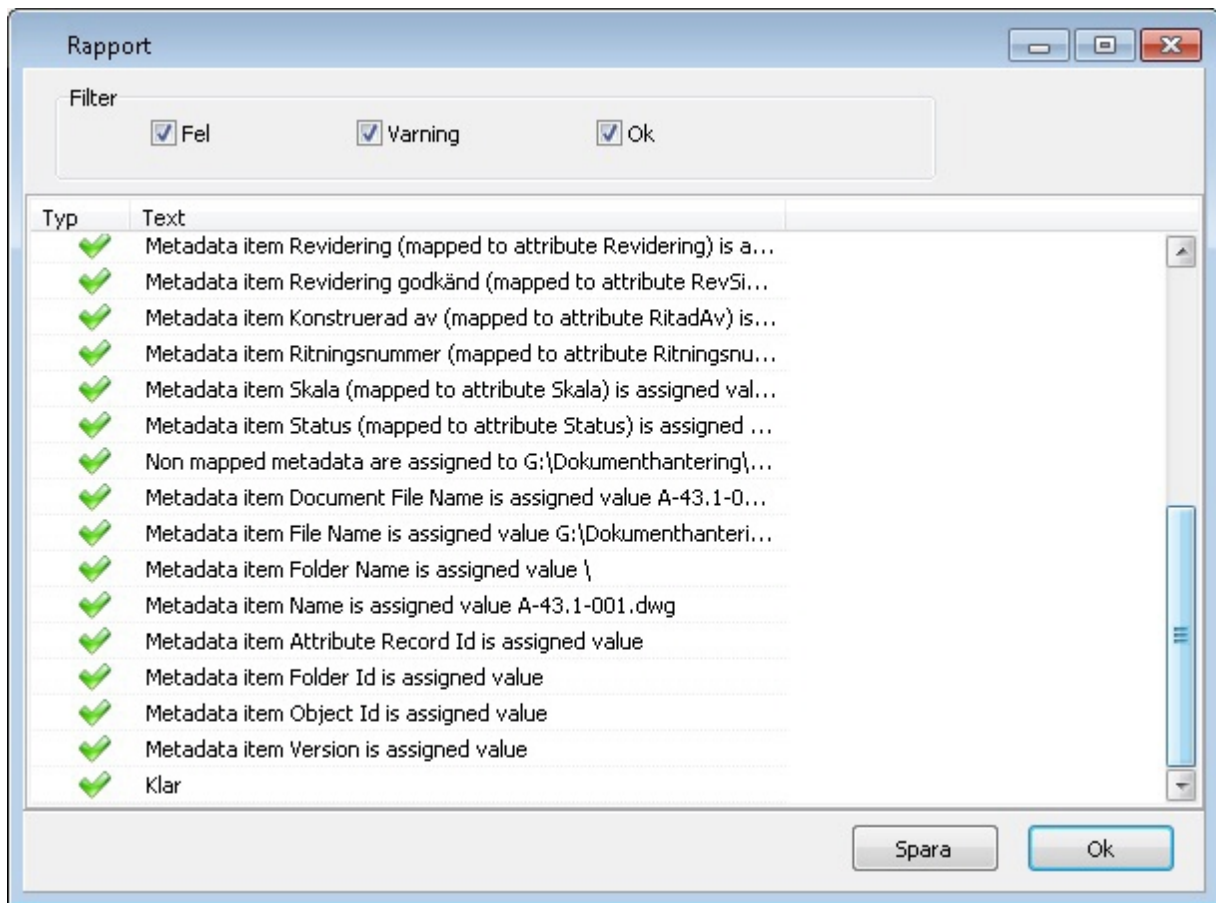 Rapport
Filter
Fel Varning Ok
Typ Text
Metadata item Revidering (mapped to attribute Revidering) is a...
Metadata item Revidering godkänd (mapped to attribute RevSi...
Metadata item Konstruerad av (mapped to attribute RitadAv) is...
Metadata item Ritningsnummer (mapped to attribute Ritningsnu...
Metadata item Skala (mapped to attribute Skala) is assigned val...
Metadata item Status (mapped to attribute Status) is assigned ...
Non mapped metadata are assigned to G:\Dokumenthantering\...
Metadata item Document File Name is assigned value A-43.1-0...
Metadata item File Name is assigned value G:\Dokumenthanteri...
Metadata item Folder Name is assigned value \
Metadata item Name is assigned value A-43.1-001.dwg
Metadata item Attribute Record Id is assigned value
Metadata item Folder Id is assigned value
Metadata item Object Id is assigned value
Metadata item Version is assigned value
Klar
Spara Ok